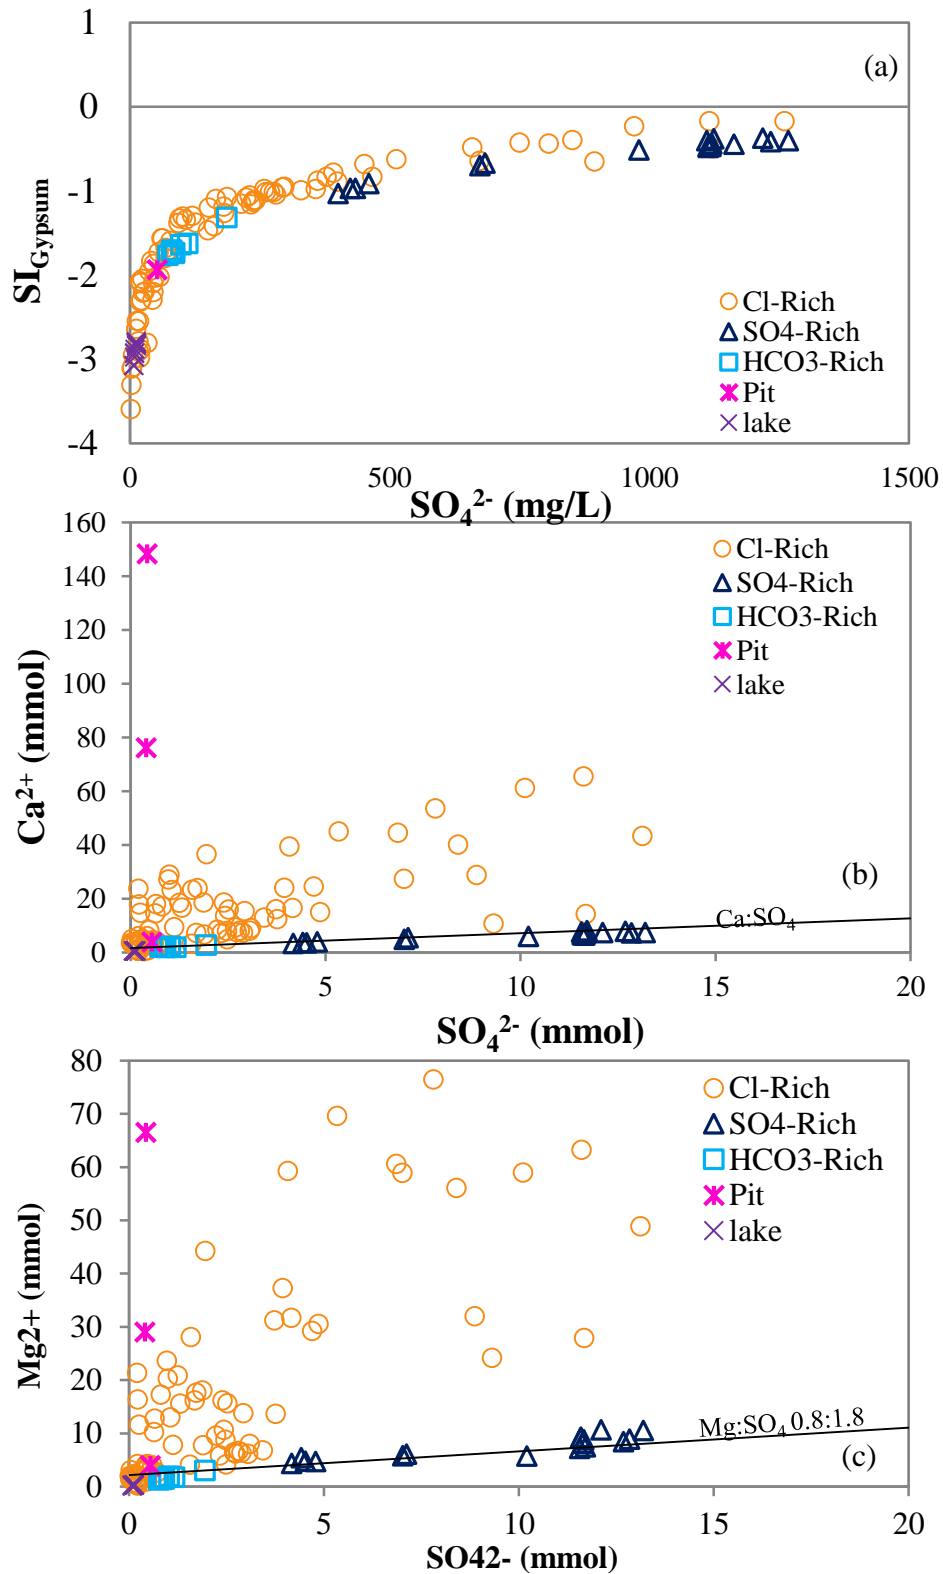 1
(a)
0
-1
-2
-3
-4
SI_Gypsum
Cl-Rich
SO4-Rich
HCO3-Rich
Pit
lake
0 500 1000 1500
SO₄²⁻ (mg/L)
160
140
120
100
80
60
40
20
0
Ca²⁺ (mmol)
Cl-Rich
SO4-Rich
HCO3-Rich
Pit
lake
(b)
Ca:SO₄
0 5 10 15 20
SO₄²⁻ (mmol)
80
70
60
50
40
30
20
10
0
Mg2+ (mmol)
Cl-Rich
SO4-Rich
HCO3-Rich
Pit
lake
Mg:SO₄ 0.8:1.8
(c)
0 5 10 15 20
SO42- (mmol)